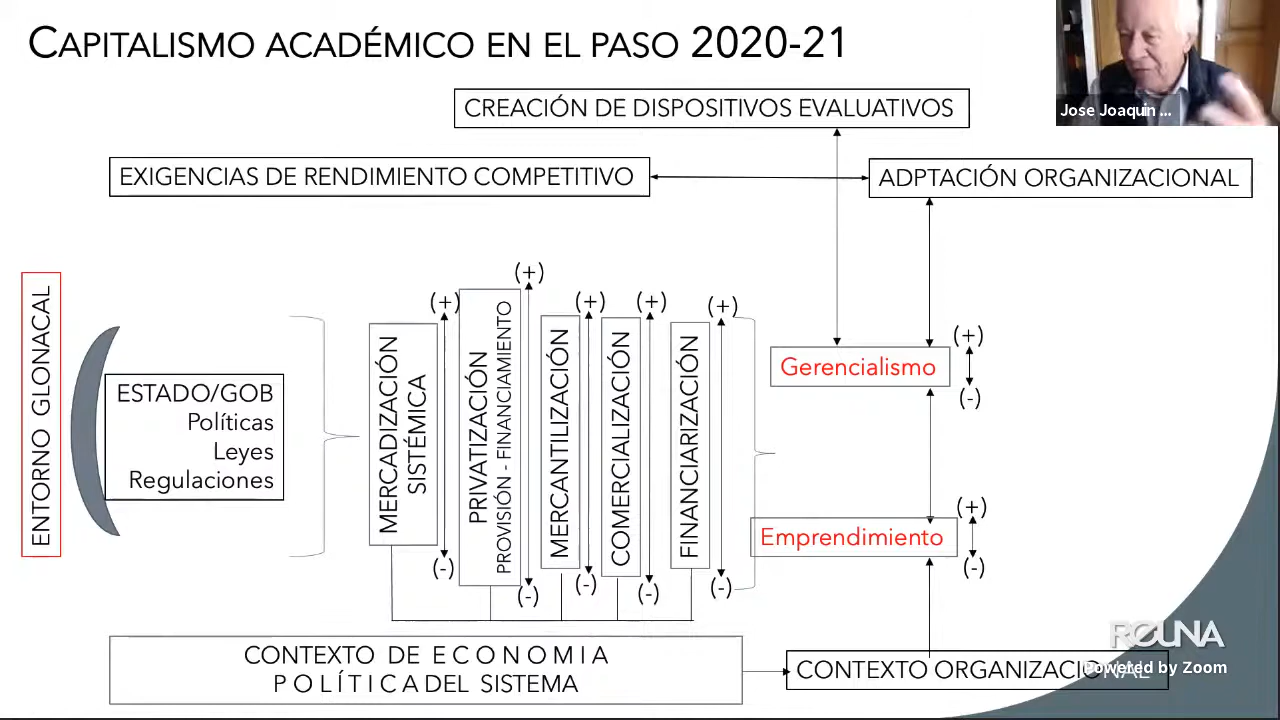 CAPITALISMO ACADÉMICO EN EL PASO 2020-21
Jose Joaquin ...
CREACIÓN DE DISPOSITIVOS EVALUATIVOS
EXIGENCIAS DE RENDIMIENTO COMPETITIVO
ADPTACIÓN ORGANIZACIONAL
ENTORNO GLONACAL
ESTADO/GOB
Políticas
Leyes
Regulaciones
(+)
MERCADIZACIÓN
SISTÉMICA
(-)
(+)
PRIVATIZACIÓN
PROVISIÓN - FINANCIAMIENTO
(-)
(+)
MERCANTILIZACIÓN
(-)
(+)
COMERCIALIZACIÓN
(-)
(+)
FINANCIARIZACIÓN
(-)
Gerencialismo
(+)
(-)
Emprendimiento
(+)
(-)
CONTEXTO DE E C O N O M I A
P O L Í T I C A DEL SISTEMA
CONTEXTO ORGANIZACIONAL
ROUNA
Powered by Zoom